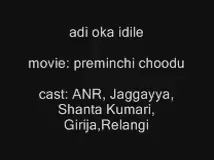 adi oka idile
movie: preminchi choodu
cast: ANR, Jaggayya,
Shanta Kumari,
Girija,Relangi